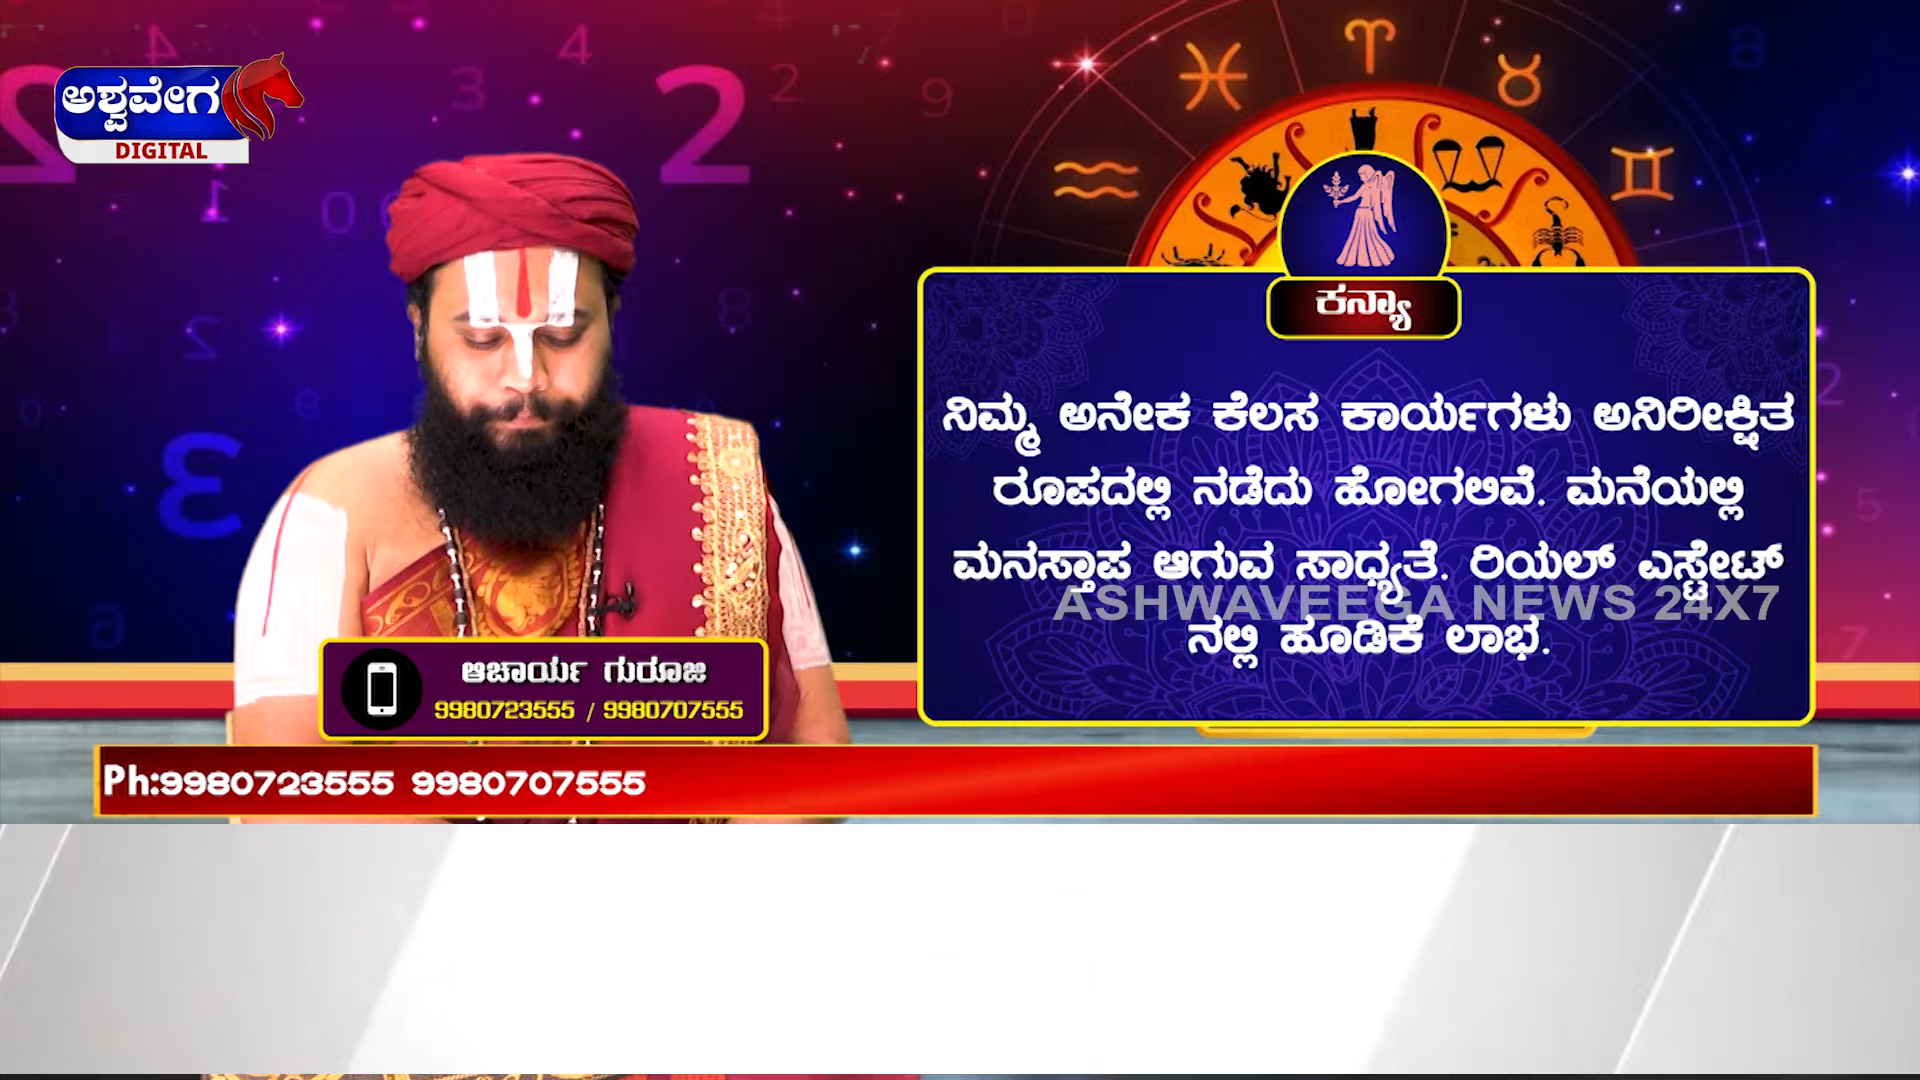 ಅಶ್ವವೇಗ
DIGITAL
ಕನ್ಯಾ
ನಿಮ್ಮ ಅನೇಕ ಕೆಲಸ ಕಾರ್ಯಗಳು ಅನಿರೀಕ್ಷಿತ
ರೂಪದಲ್ಲಿ ನಡೆದು ಹೋಗಲಿವೆ. ಮನೆಯಲ್ಲಿ
ಮನಸ್ತಾಪ ಆಗುವ ಸಾಧ್ಯತೆ. ರಿಯಲ್ ಎಸ್ಟೇಟ್
ASHWAVEEGA NEWS 24X7
ನಲ್ಲಿ ಹೂಡಿಕೆ ಲಾಭ.
ಆಚಾರ್ಯ ಗುರೂಜಿ
9980723555 / 9980707555
Ph:9980723555 9980707555